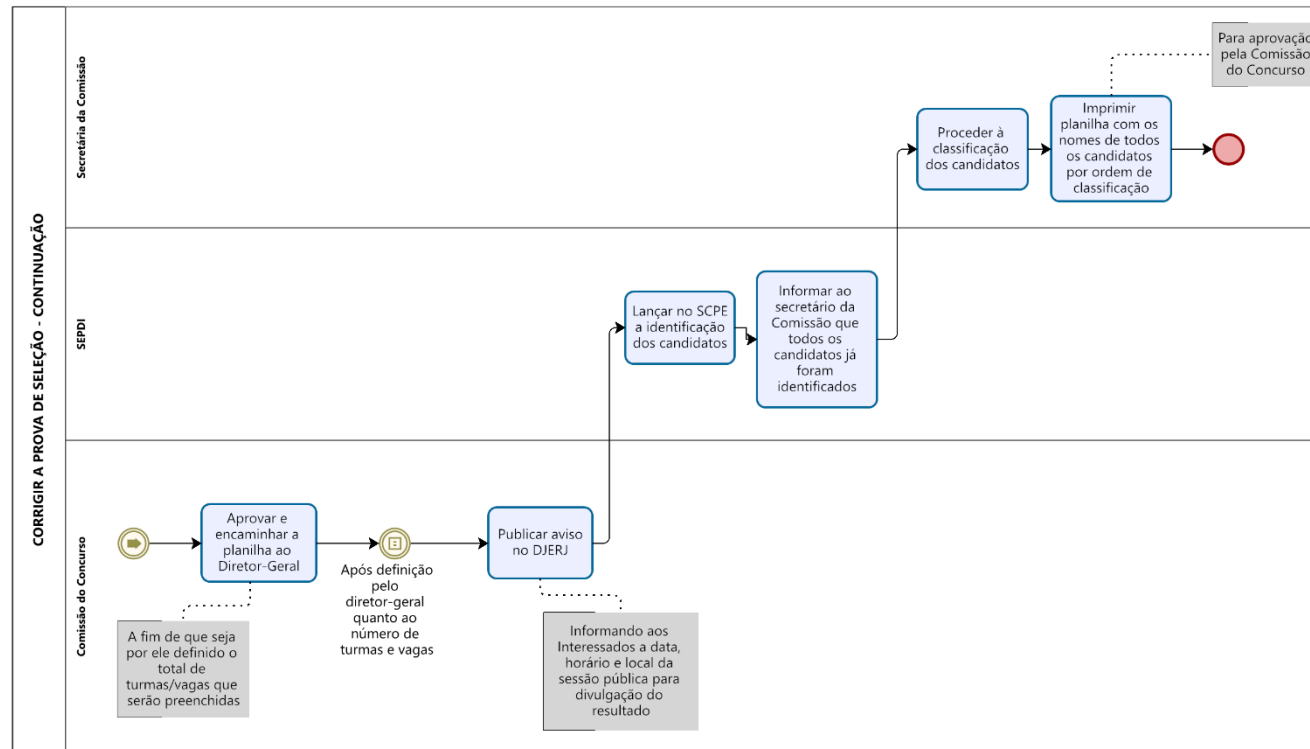 CORRIGIR A PROVA DE SELEÇÃO - CONTINUAÇÃO
Secretária da Comissão
Para aprovação
pela Comissão
do Concurso
Proceder à
classificação
dos candidatos
Imprimir
planilha com os
nomes de todos
os candidatos
por ordem de
classificação
SEPDI
Lançar no SCPE
a identificação
dos candidatos
Informar ao
secretário da
Comissão que
todos os
candidatos já
foram
identificados
Comissão do Concurso
Aprovar e
encaminhar a
planilha ao
Diretor-Geral
Após definição
pelo
diretor-geral
quanto ao
número de
turmas e vagas
Publicar aviso
no DJERJ
A fim de que seja
por ele definido o
total de
turmas/vagas que
serão preenchidas
Informando aos
Interessados a data,
horário e local da
sessão pública para
divulgação do
resultado